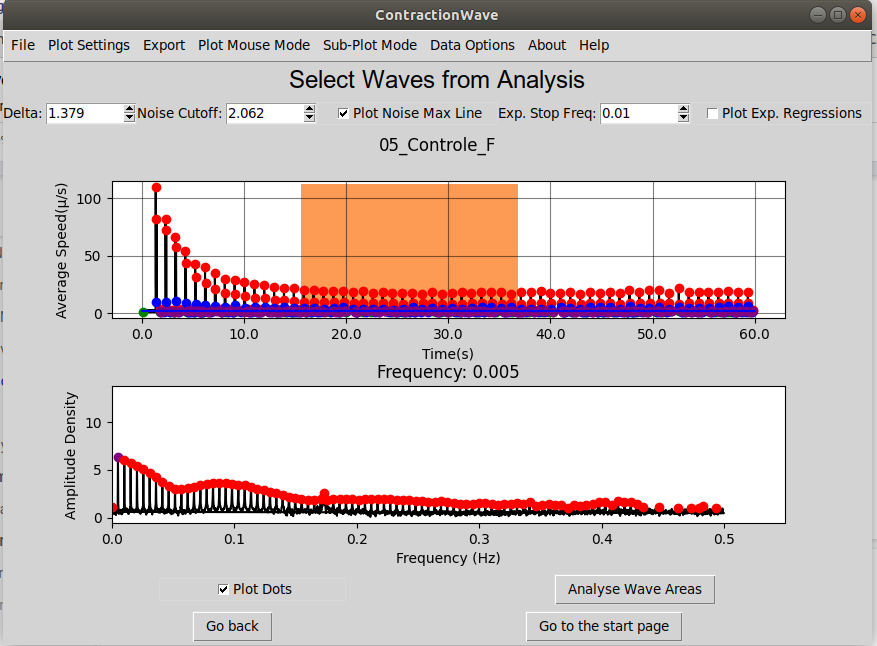 ContractionWave
File Plot Settings Export Plot Mouse Mode Sub-Plot Mode Data Options About Help
Select Waves from Analysis
Delta: 1.379 Noise Cutoff: 2.062 Plot Noise Max Line Exp. Stop Freq: 0.01 Plot Exp. Regressions
05_Controle_F
Average Speed(μ/s)
100
50
0
0.0 10.0 20.0 30.0 40.0 50.0 60.0
Time(s)
Frequency: 0.005
Amplitude Density
10
5
0
0.0 0.1 0.2 0.3 0.4 0.5
Frequency (Hz)
Plot Dots Analyse Wave Areas
Go back Go to the start page